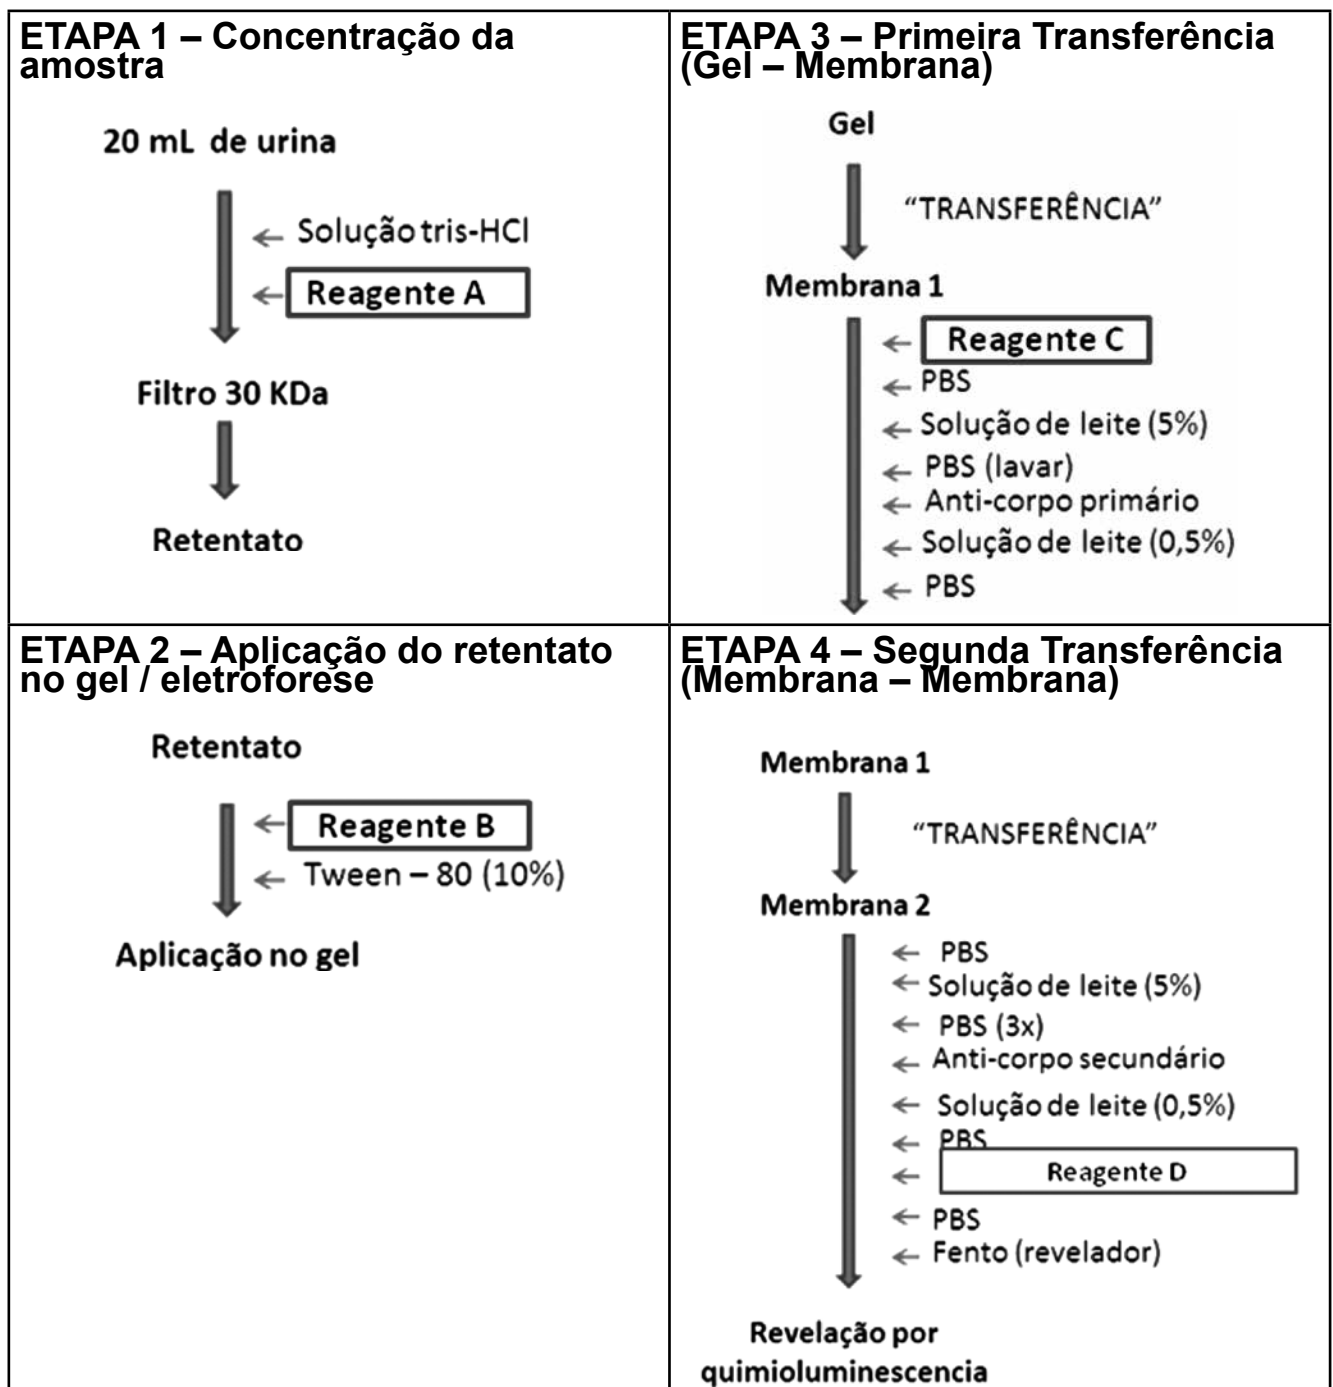 ETAPA 1 – Concentração da
amostra
20 mL de urina
Solução tris-HCl
Reagente A
Filtro 30 KDa
Retentato
ETAPA 3 – Primeira Transferência
(Gel – Membrana)
Gel
“TRANSFERÊNCIA”
Membrana 1
Reagente C
PBS
Solução de leite (5%)
PBS (lavar)
Anti-corpo primário
Solução de leite (0,5%)
PBS
ETAPA 2 – Aplicação do retentato
no gel / eletroforese
Retentato
Reagente B
Tween – 80 (10%)
Aplicação no gel
ETAPA 4 – Segunda Transferência
(Membrana – Membrana)
Membrana 1
“TRANSFERÊNCIA”
Membrana 2
PBS
Solução de leite (5%)
PBS (3x)
Anti-corpo secundário
Solução de leite (0,5%)
PBS
Reagente D
PBS
Fento (revelador)
Revelação por
quimioluminescencia